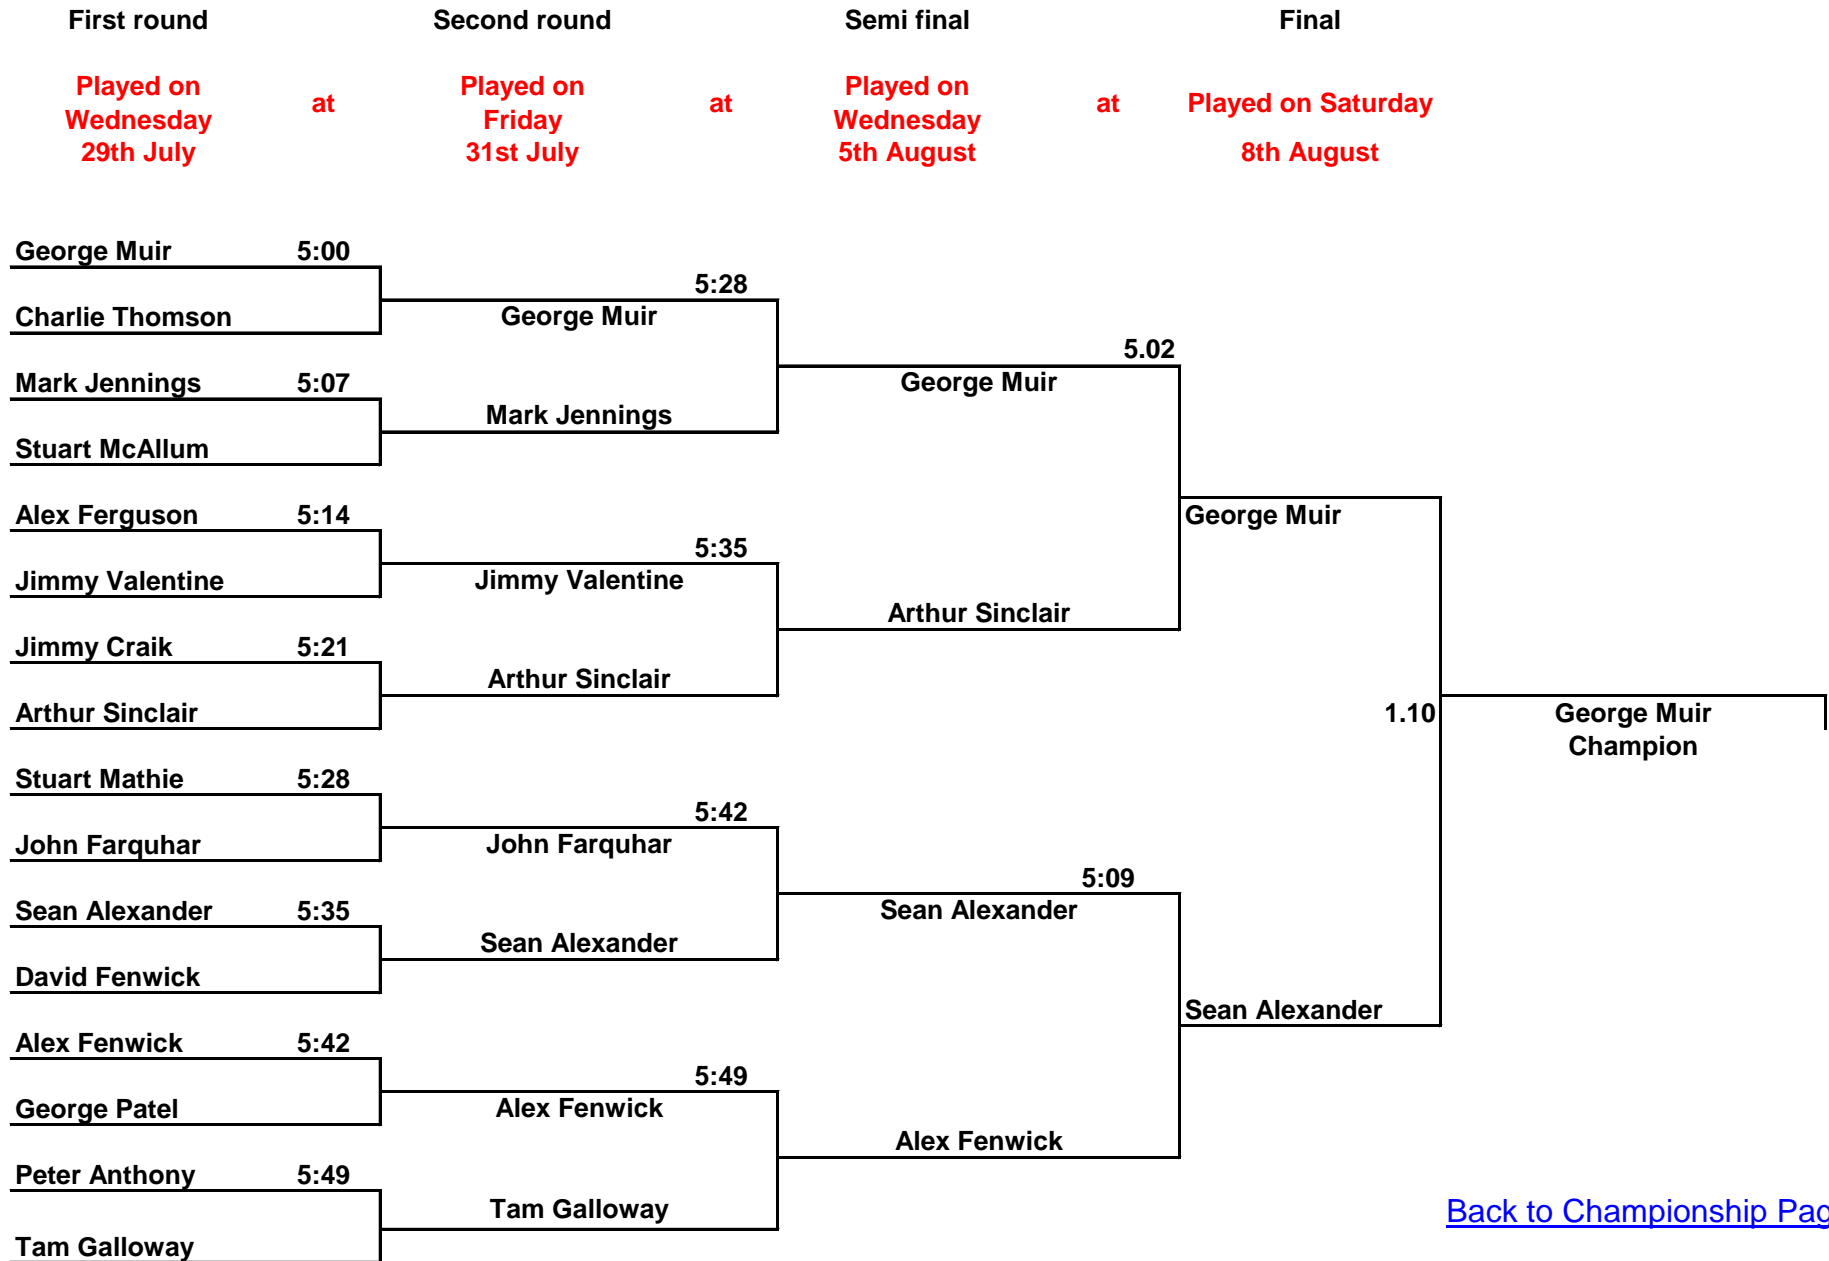 First round Second round Semi final Final
Played on Played on Played on
Wednesday at Friday at Wednesday at Played on Saturday
29th July 31st July 5th August 8th August
George Muir 5:00
5:28
Charlie Thomson George Muir
5.02
Mark Jennings 5:07 George Muir
Mark Jennings
Stuart McAllum
Alex Ferguson 5:14 George Muir
5:35
Jimmy Valentine Jimmy Valentine
Arthur Sinclair
Jimmy Craik 5:21
Arthur Sinclair
Arthur Sinclair 1.10 George Muir
Champion
Stuart Mathie 5:28
5:42
John Farquhar John Farquhar
5:09
Sean Alexander 5:35 Sean Alexander
Sean Alexander
David Fenwick
Sean Alexander
Alex Fenwick 5:42
5:49
George Patel Alex Fenwick
Alex Fenwick
Peter Anthony 5:49
Tam Galloway Back to Championship Pag
Tam Galloway